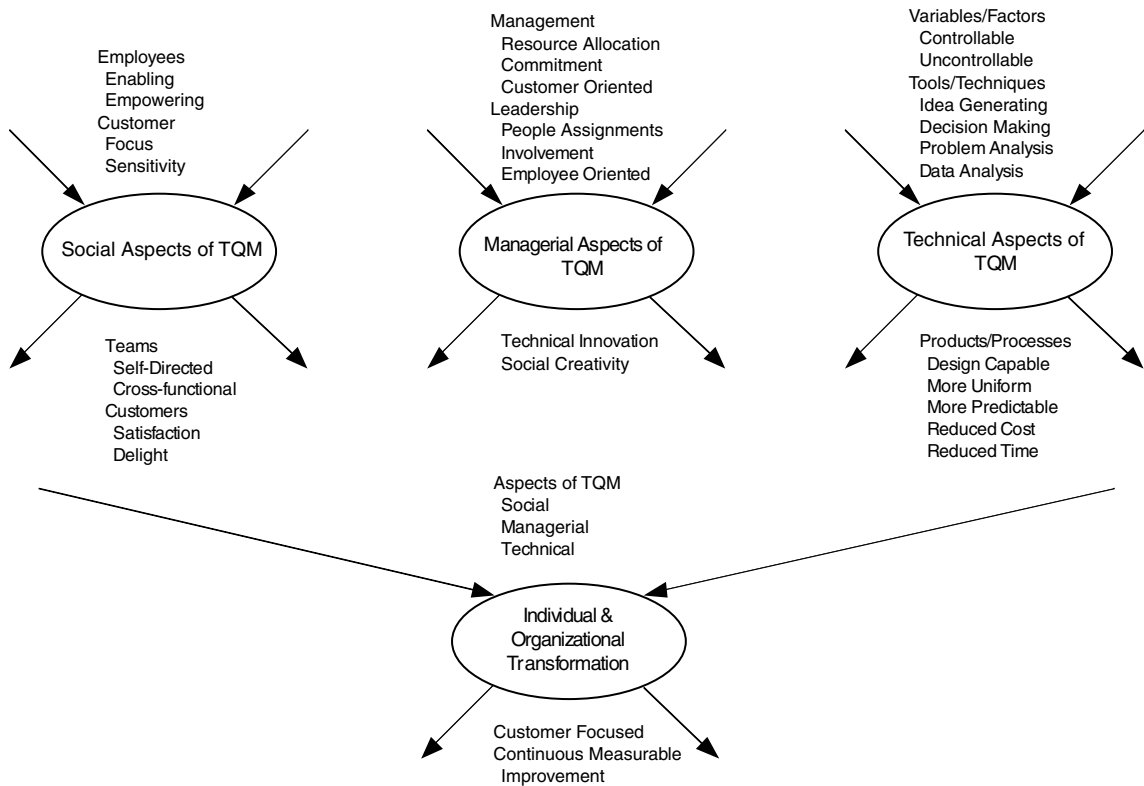 Employees
Enabling
Empowering
Customer
Focus
Sensitivity
Social Aspects of TQM
Teams
Self-Directed
Cross-functional
Customers
Satisfaction
Delight
Management
Resource Allocation
Commitment
Customer Oriented
Leadership
People Assignments
Involvement
Employee Oriented
Managerial Aspects of
TQM
Technical Innovation
Social Creativity
Variables/Factors
Controllable
Uncontrollable
Tools/Techniques
Idea Generating
Decision Making
Problem Analysis
Data Analysis
Technical Aspects of
TQM
Products/Processes
Design Capable
More Uniform
More Predictable
Reduced Cost
Reduced Time
Aspects of TQM
Social
Managerial
Technical
Individual &
Organizational
Transformation
Customer Focused
Continuous Measurable
Improvement